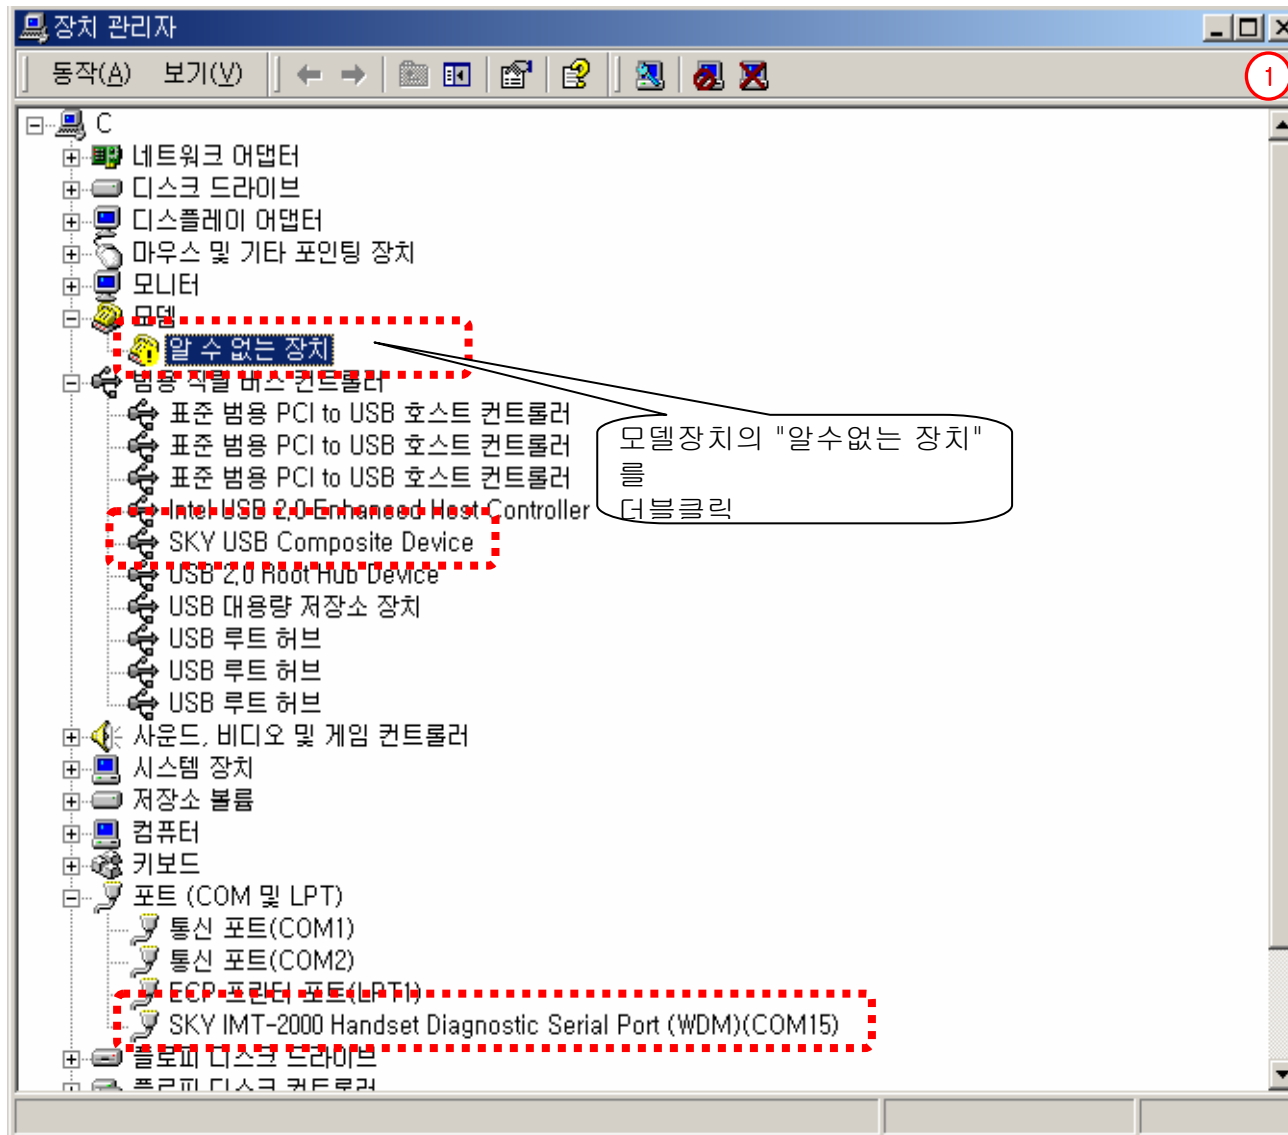 장치 관리자
동작(A) 보기(V)
1
C
네트워크 어댑터
디스크 드라이브
디스플레이 어댑터
마우스 및 기타 포인팅 장치
모니터
모뎀
알 수 없는 장치
범용 직렬 버스 컨트롤러
표준 범용 PCI to USB 호스트 컨트롤러
표준 범용 PCI to USB 호스트 컨트롤러
표준 범용 PCI to USB 호스트 컨트롤러
Intel USB 2.0 Enhanced Host Controller
SKY USB Composite Device
USB 2.0 Root Hub Device
USB 대용량 저장소 장치
USB 루트 허브
USB 루트 허브
USB 루트 허브
모델장치의 "알수없는 장치"
를
더블클릭
사운드, 비디오 및 게임 컨트롤러
시스템 장치
저장소 볼륨
컴퓨터
키보드
포트 (COM 및 LPT)
통신 포트(COM1)
통신 포트(COM2)
ECP 프린터 포트(LPT1)
SKY IMT-2000 Handset Diagnostic Serial Port (WDM)(COM15)
플로피 디스크 드라이브
플로피 디스크 컨트롤러